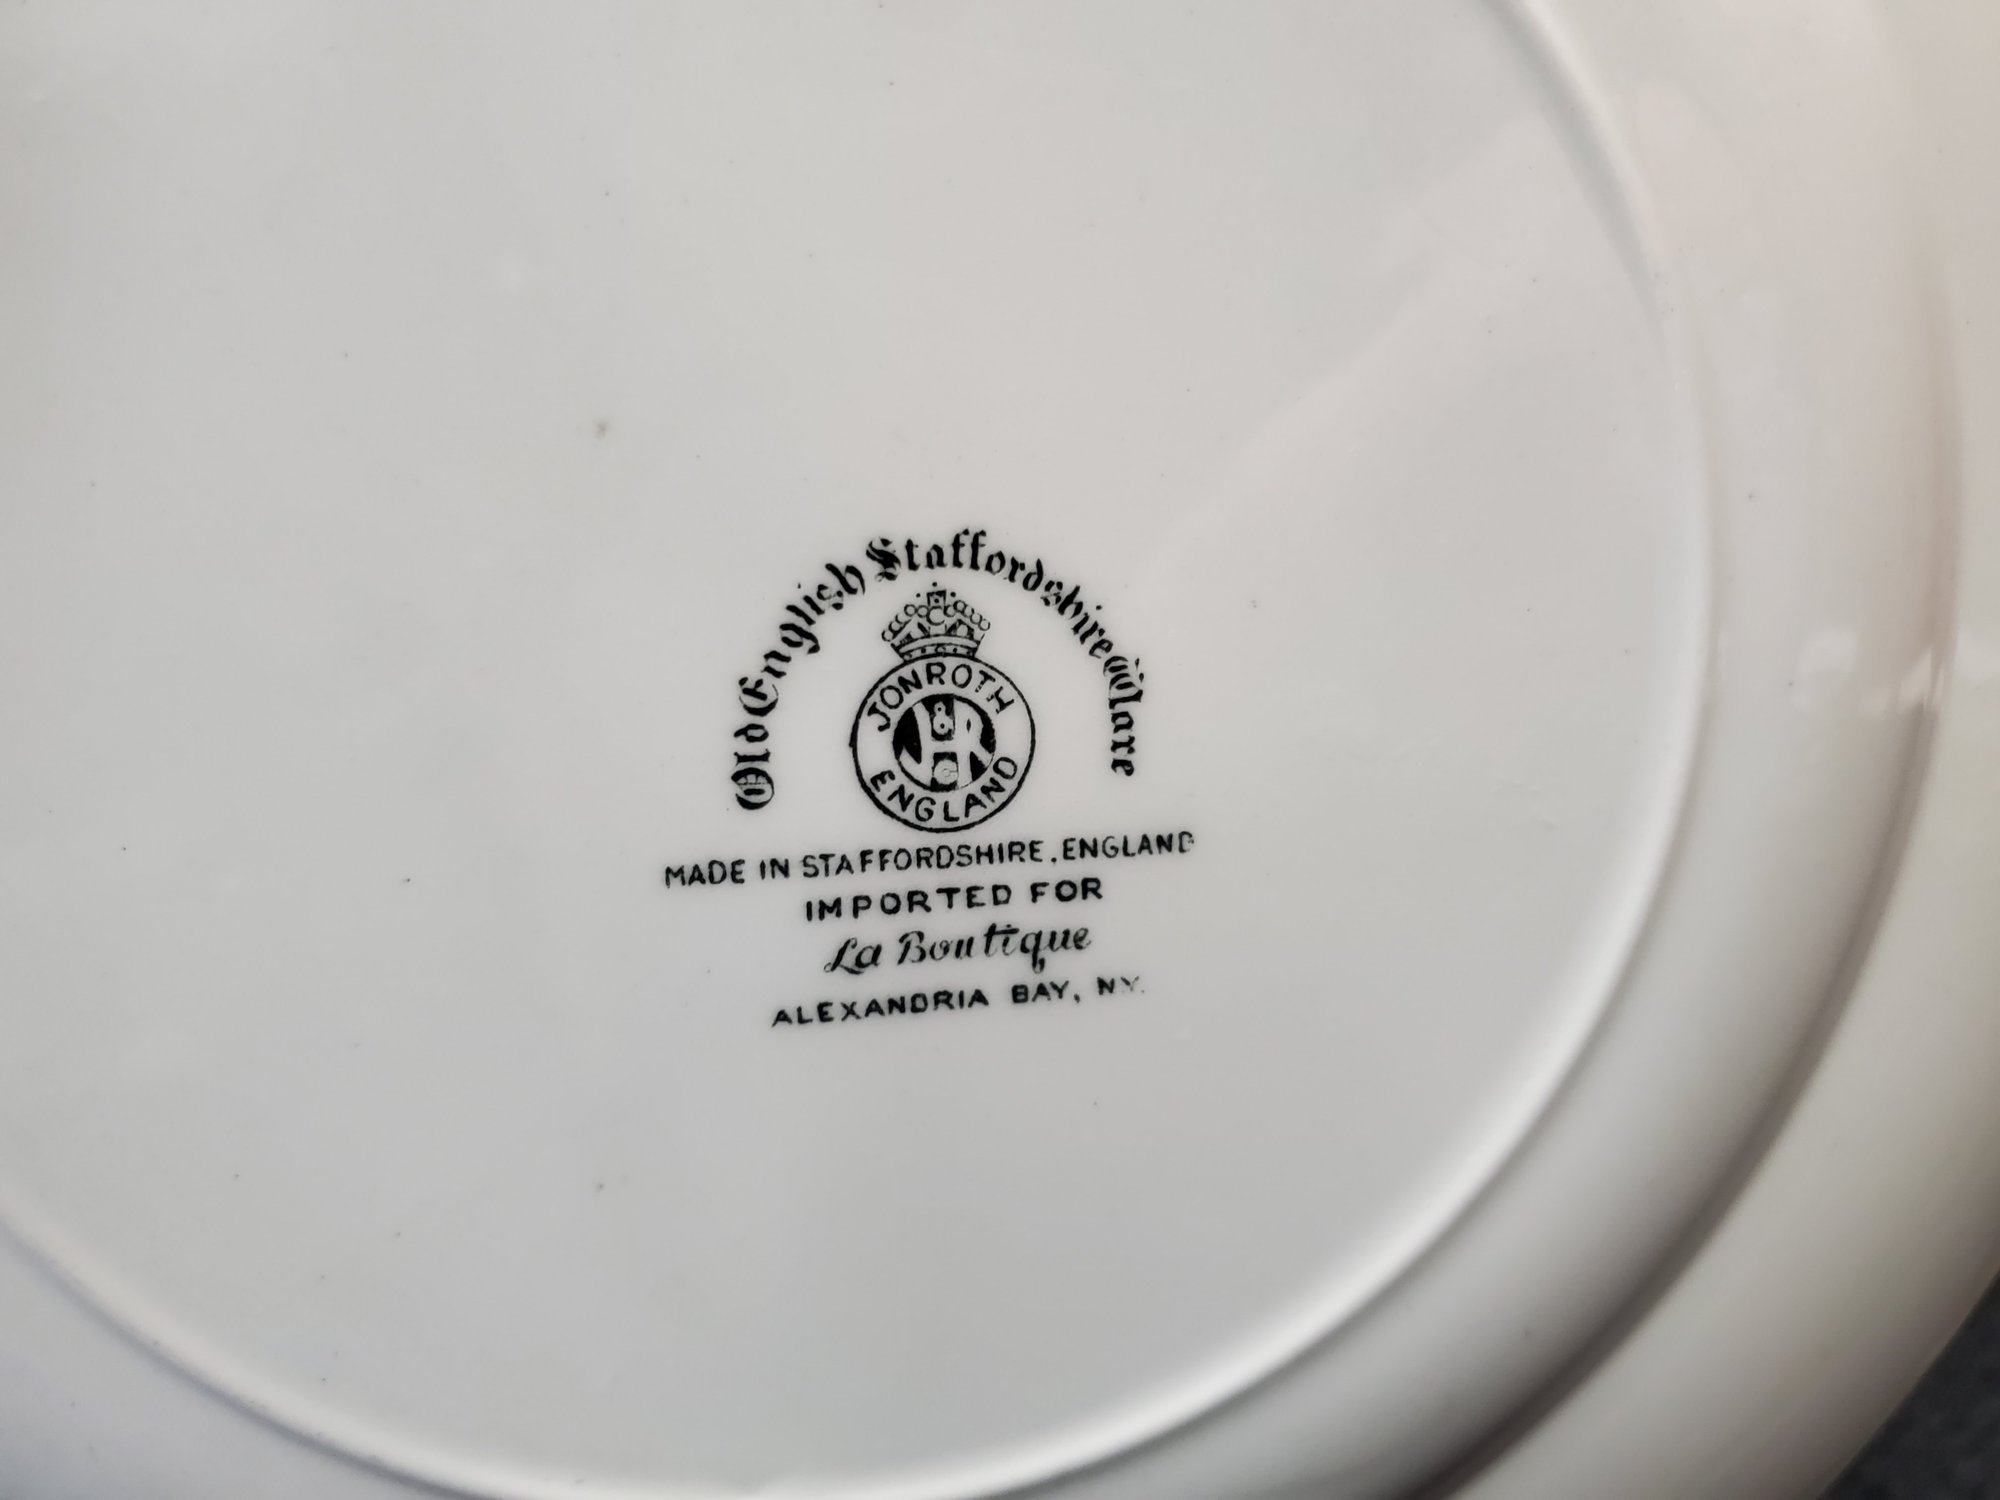 Old English Staffordshire Ware
JONROTH
ENGLAND
MADE IN STAFFORDSHIRE, ENGLAND
IMPORTED FOR
La Boutique
ALEXANDRIA BAY, N.Y.